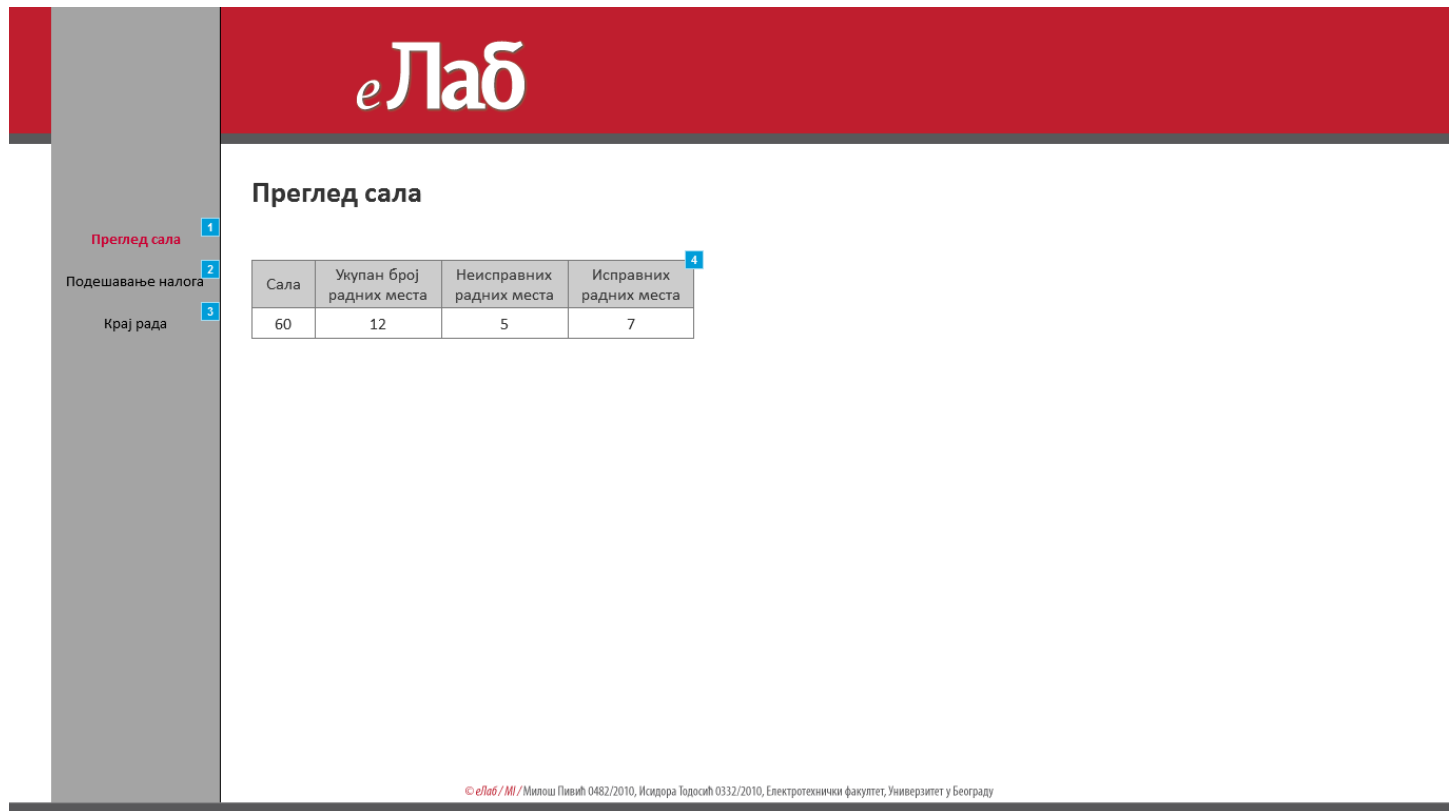 еЛаб
Преглед сала
1
Преглед сала
2
Подешавање налога
3
Крај рада
4
Сала Укупан број радних места Неисправних радних места Исправних радних места
60 12 5 7
© еЛаб / МI / Милош Пивић 0482/2010, Исидора Тодосић 0332/2010, Електротехнички факултет, Универзитет у Београду